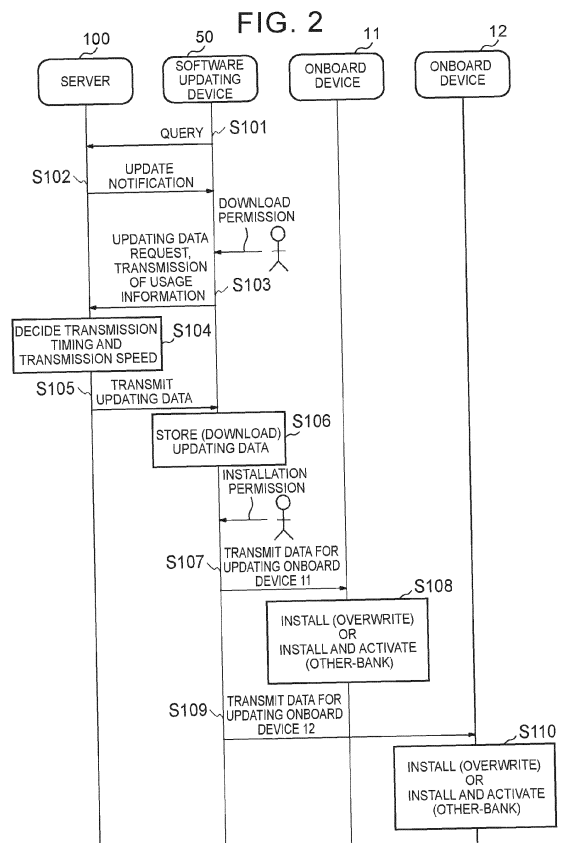 FIG. 2
100
50
11
12
SERVER
SOFTWARE
UPDATING
DEVICE
ONBOARD
DEVICE
ONBOARD
DEVICE
QUERY
S101
S102
UPDATE
NOTIFICATION
DOWNLOAD
PERMISSION
UPDATING DATA
REQUEST,
TRANSMISSION
OF USAGE
INFORMATION
S103
DECIDE TRANSMISSION
TIMING AND
TRANSMISSION SPEED
S104
S105
TRANSMIT
UPDATING DATA
STORE (DOWNLOAD)
UPDATING DATA
S106
INSTALLATION
PERMISSION
S107
TRANSMIT DATA FOR
UPDATING ONBOARD
DEVICE 11
S108
INSTALL (OVERWRITE)
OR
INSTALL AND ACTIVATE
(OTHER-BANK)
S109
TRANSMIT DATA FOR
UPDATING ONBOARD
DEVICE 12
S110
INSTALL (OVERWRITE)
OR
INSTALL AND ACTIVATE
(OTHER-BANK)